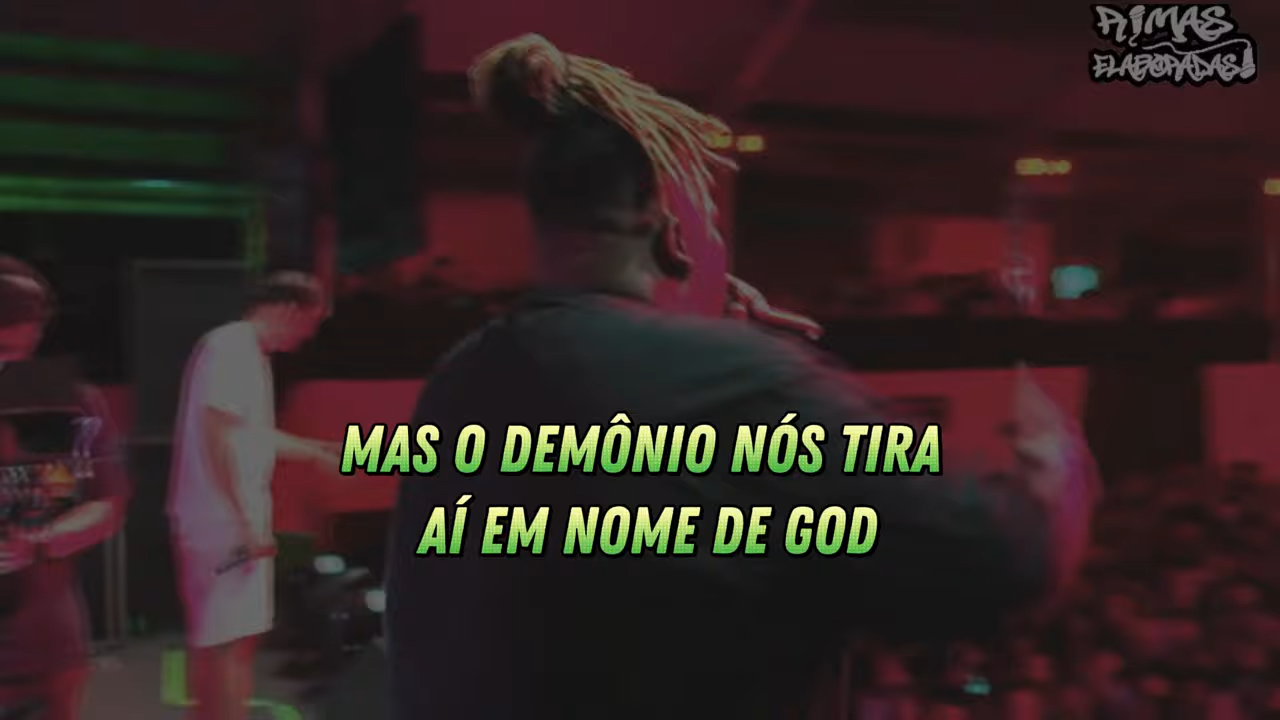 RIMAS
ELABORADAS
MAS O DEMÔNIO NÓS TIRA
AÍ EM NOME DE GOD